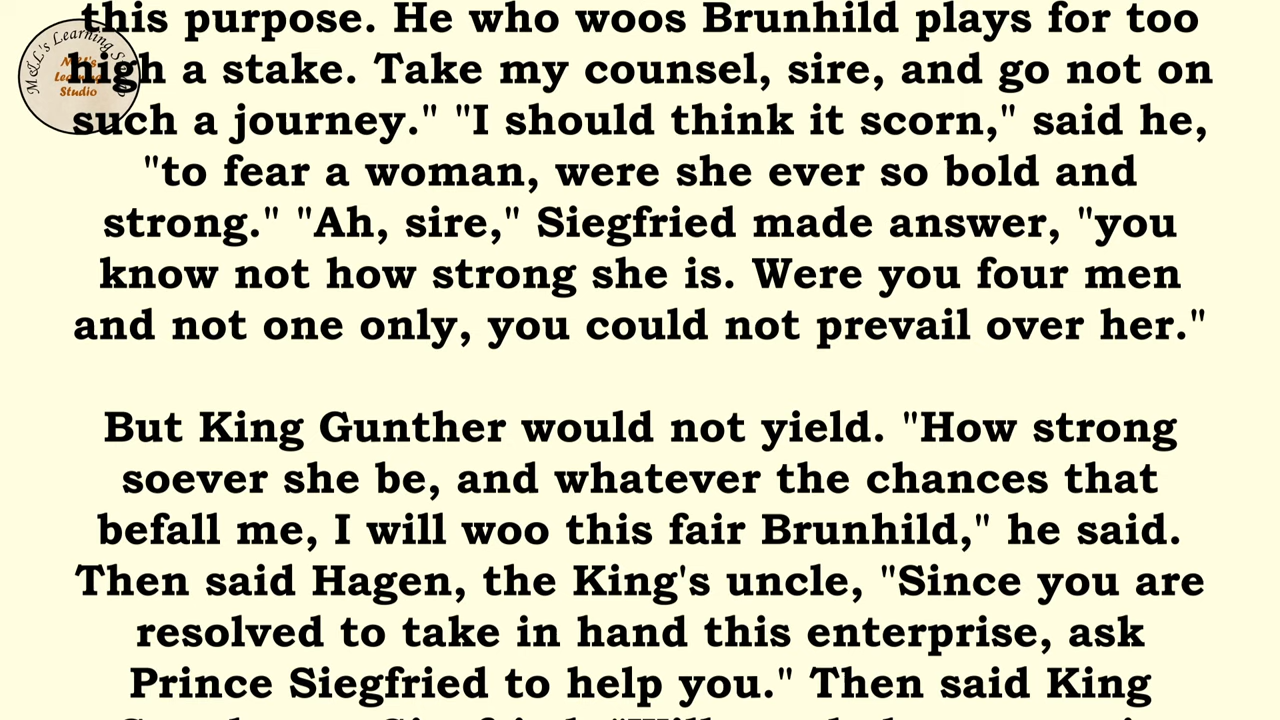 this purpose. He who woos Brunhild plays for too
high a stake. Take my counsel, sire, and go not on
such a journey." "I should think it scorn," said he,
"to fear a woman, were she ever so bold and
strong." "Ah, sire," Siegfried made answer, "you
know not how strong she is. Were you four men
and not one only, you could not prevail over her."
But King Gunther would not yield. "How strong
soever she be, and whatever the chances that
befall me, I will woo this fair Brunhild," he said.
Then said Hagen, the King's uncle, "Since you are
resolved to take in hand this enterprise, ask
Prince Siegfried to help you." Then said King
M&LL's Learning
Learning
Studio